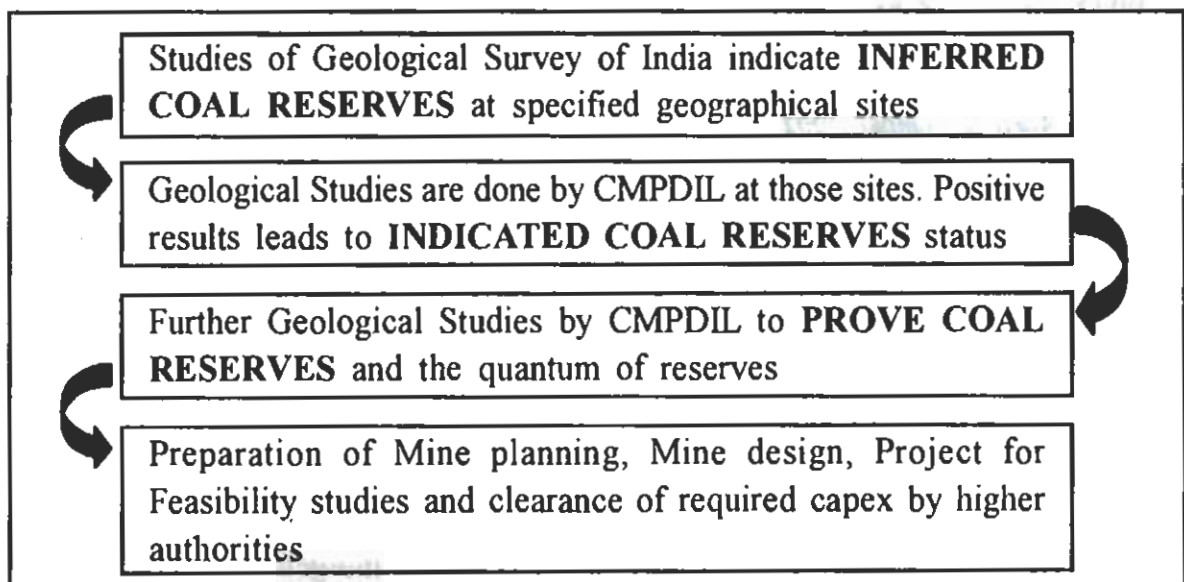 Studies of Geological Survey of India indicate INFERRED
COAL RESERVES at specified geographical sites
Geological Studies are done by CMPDIL at those sites. Positive
results leads to INDICATED COAL RESERVES status
Further Geological Studies by CMPDIL to PROVE COAL
RESERVES and the quantum of reserves
Preparation of Mine planning, Mine design, Project for
Feasibility studies and clearance of required capex by higher
authorities